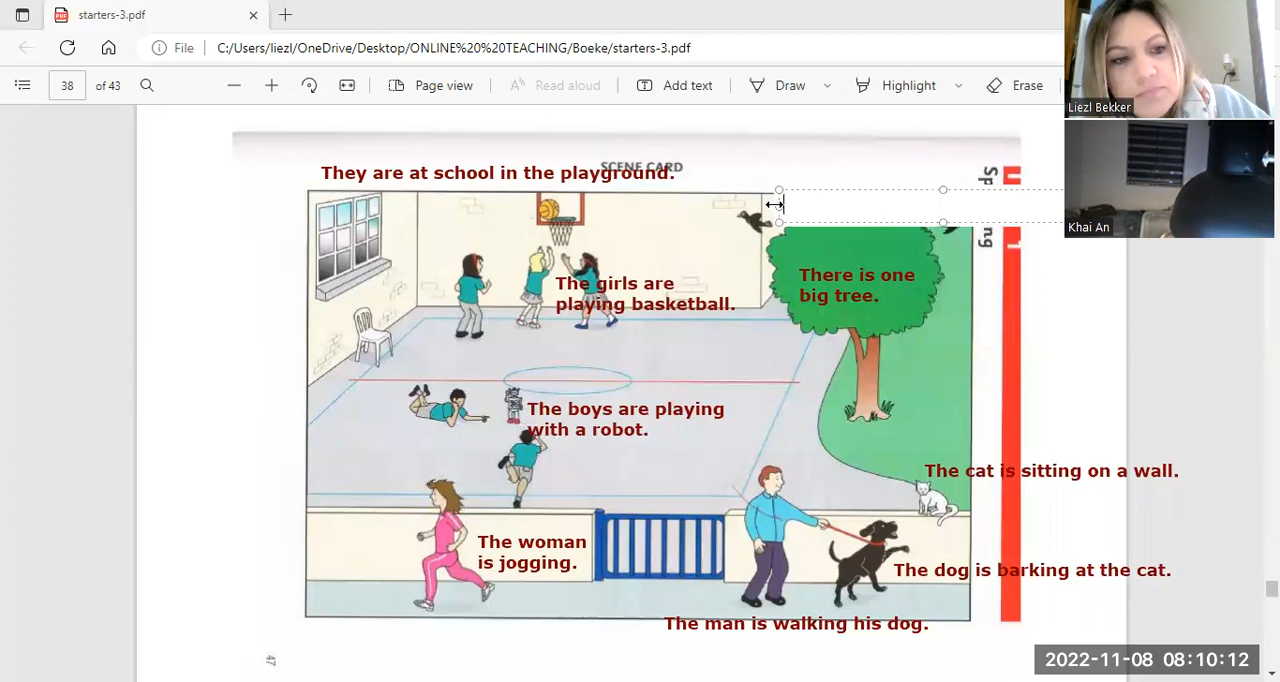 starters-3.pdf
File
C:/Users/liezl/OneDrive/Desktop/ONLINE%20%20TEACHING/Boeke/starters-3.pdf
38 of 43
Page view
Read aloud
Add text
Draw
Highlight
Erase
Liezl Bekker
Khai An
SCENE CARD
They are at school in the playground.
Sp
ng
The girls are
playing basketball.
There is one
big tree.
The boys are playing
with a robot.
The cat is sitting on a wall.
The woman
is jogging.
The dog is barking at the cat.
The man is walking his dog.
47
2022-11-08 08:10:12